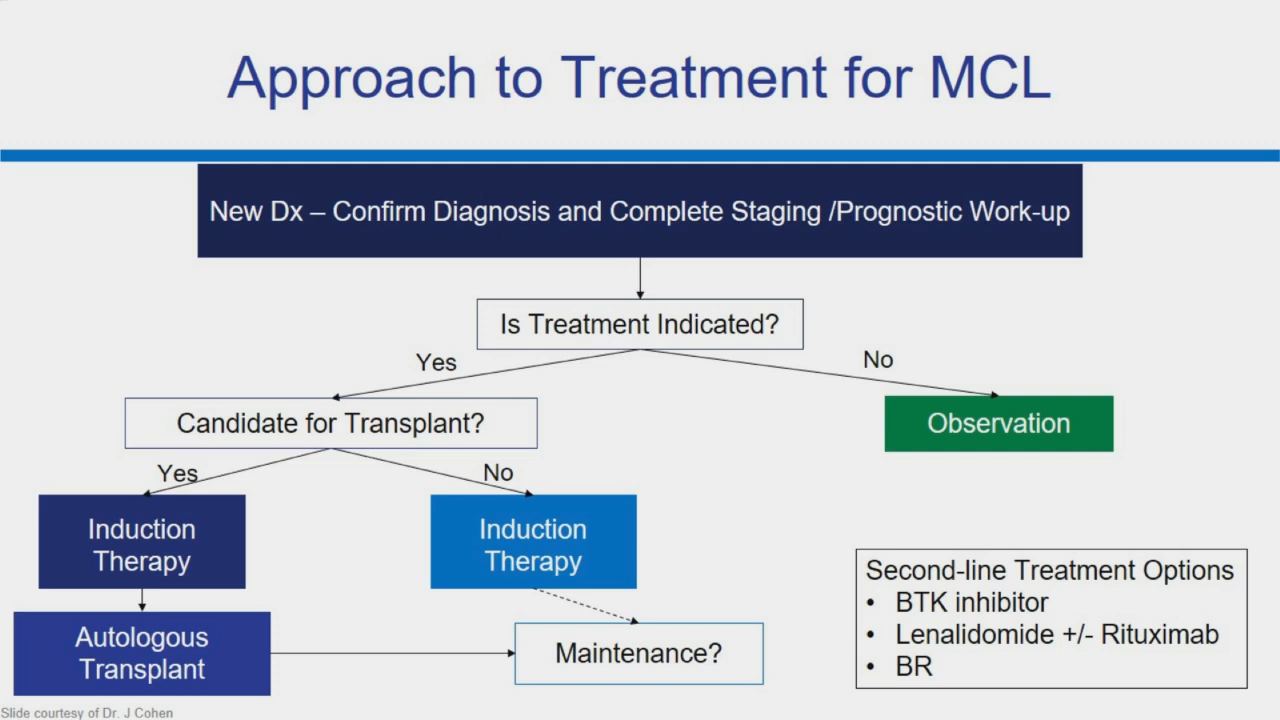 Approach to Treatment for MCL
New Dx – Confirm Diagnosis and Complete Staging /Prognostic Work-up
Is Treatment Indicated?
Yes
No
Candidate for Transplant?
Observation
Yes
No
Induction
Therapy
Induction
Therapy
Autologous
Transplant
Maintenance?
Second-line Treatment Options
• BTK inhibitor
• Lenalidomide +/- Rituximab
• BR
Slide courtesy of Dr. J Cohen